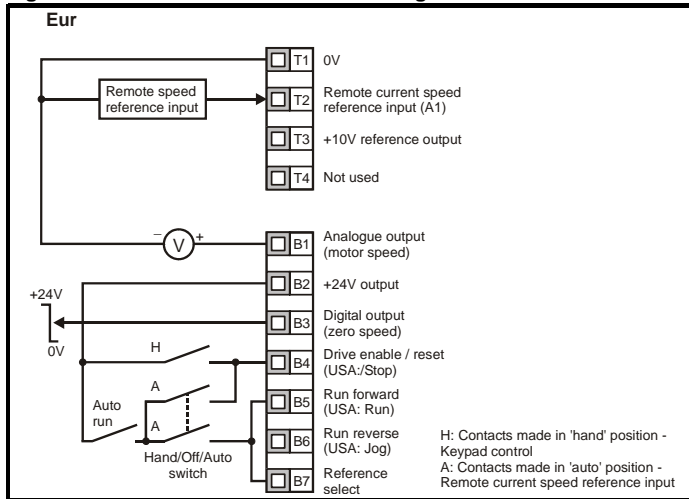 Eur
T1 0V
Remote speed
reference input
T2 Remote current speed
reference input (A1)
T3 +10V reference output
T4 Not used
− V + B1 Analogue output
(motor speed)
B2 +24V output
+24V
0V
B3 Digital output
(zero speed)
H
B4 Drive enable / reset
(USA:/Stop)
A
Auto
run
B5 Run forward
(USA: Run)
A
B6 Run reverse
(USA: Jog)
Hand/Off/Auto
switch
B7 Reference
select
H: Contacts made in 'hand' position -
Keypad control
A: Contacts made in 'auto' position -
Remote current speed reference input